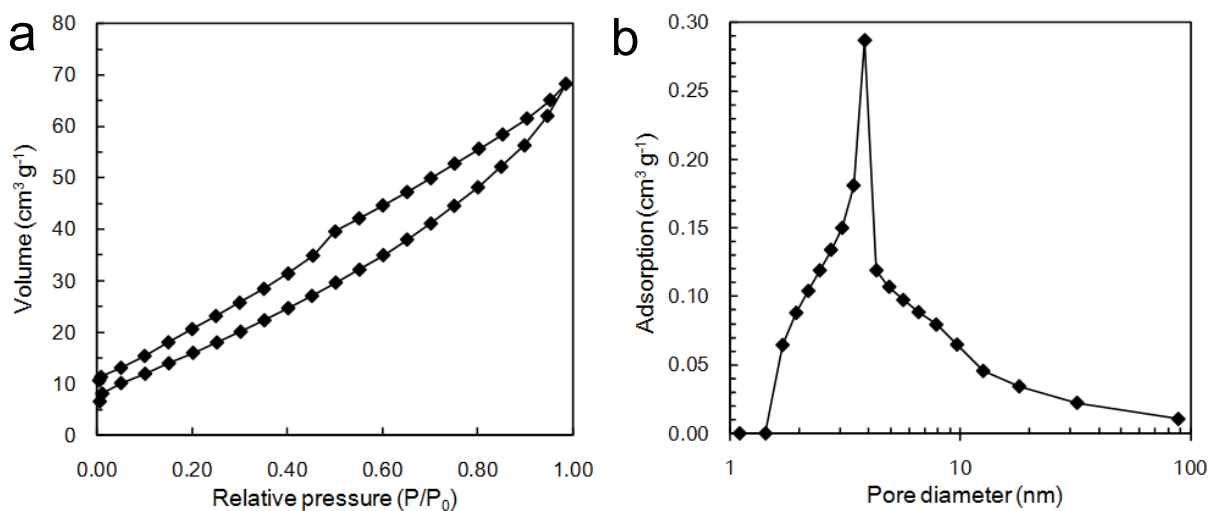 a
80
70
60
50
40
30
20
10
0
Volume (cm³ g⁻¹)
0.00 0.20 0.40 0.60 0.80 1.00
Relative pressure (P/P₀)
b
0.30
0.25
0.20
0.15
0.10
0.05
0.00
Adsorption (cm³ g⁻¹)
1 10 100
Pore diameter (nm)